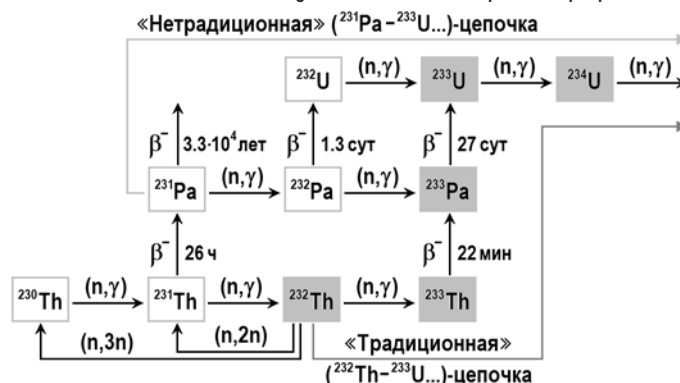 «Нетрадиционная» (²³¹Pa–²³³U...)-цепочка
²³²U (n,γ) ²³³U (n,γ) ²³⁴U (n,γ)
β⁻ 3.3·10⁴ лет β⁻ 1.3 сут β⁻ 27 сут
²³¹Pa (n,γ) ²³²Pa (n,γ) ²³³Pa
β⁻ 26 ч β⁻ 22 мин
²³⁰Th (n,γ) ²³¹Th (n,γ) ²³²Th (n,γ) ²³³Th
(n,3n) (n,2n) «Традиционная»
(²³²Th–²³³U...)-цепочка